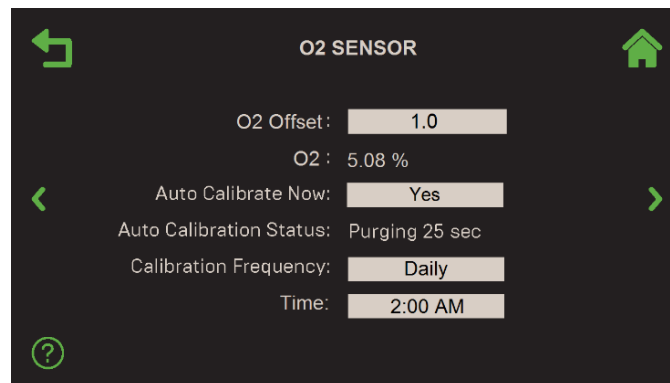 O2 SENSOR
O2 Offset: 1.0
O2 : 5.08 %
Auto Calibrate Now: Yes
Auto Calibration Status: Purging 25 sec
Calibration Frequency: Daily
Time: 2:00 AM
?